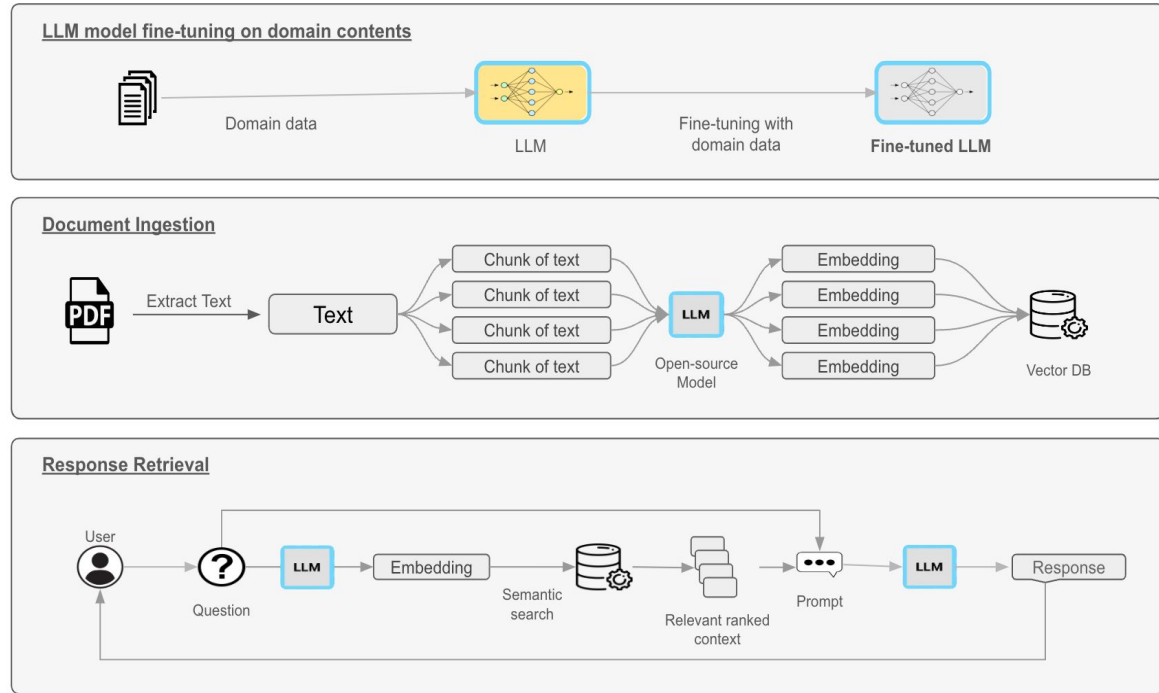 LLM model fine-tuning on domain contents
Domain data
LLM
Fine-tuning with
domain data
Fine-tuned LLM
Document Ingestion
PDF
Extract Text
Text
Chunk of text
Chunk of text
Chunk of text
Chunk of text
LLM
Open-source
Model
Embedding
Embedding
Embedding
Embedding
Vector DB
Response Retrieval
User
?
Question
LLM
Embedding
Semantic
search
Relevant ranked
context
Prompt
LLM
Response